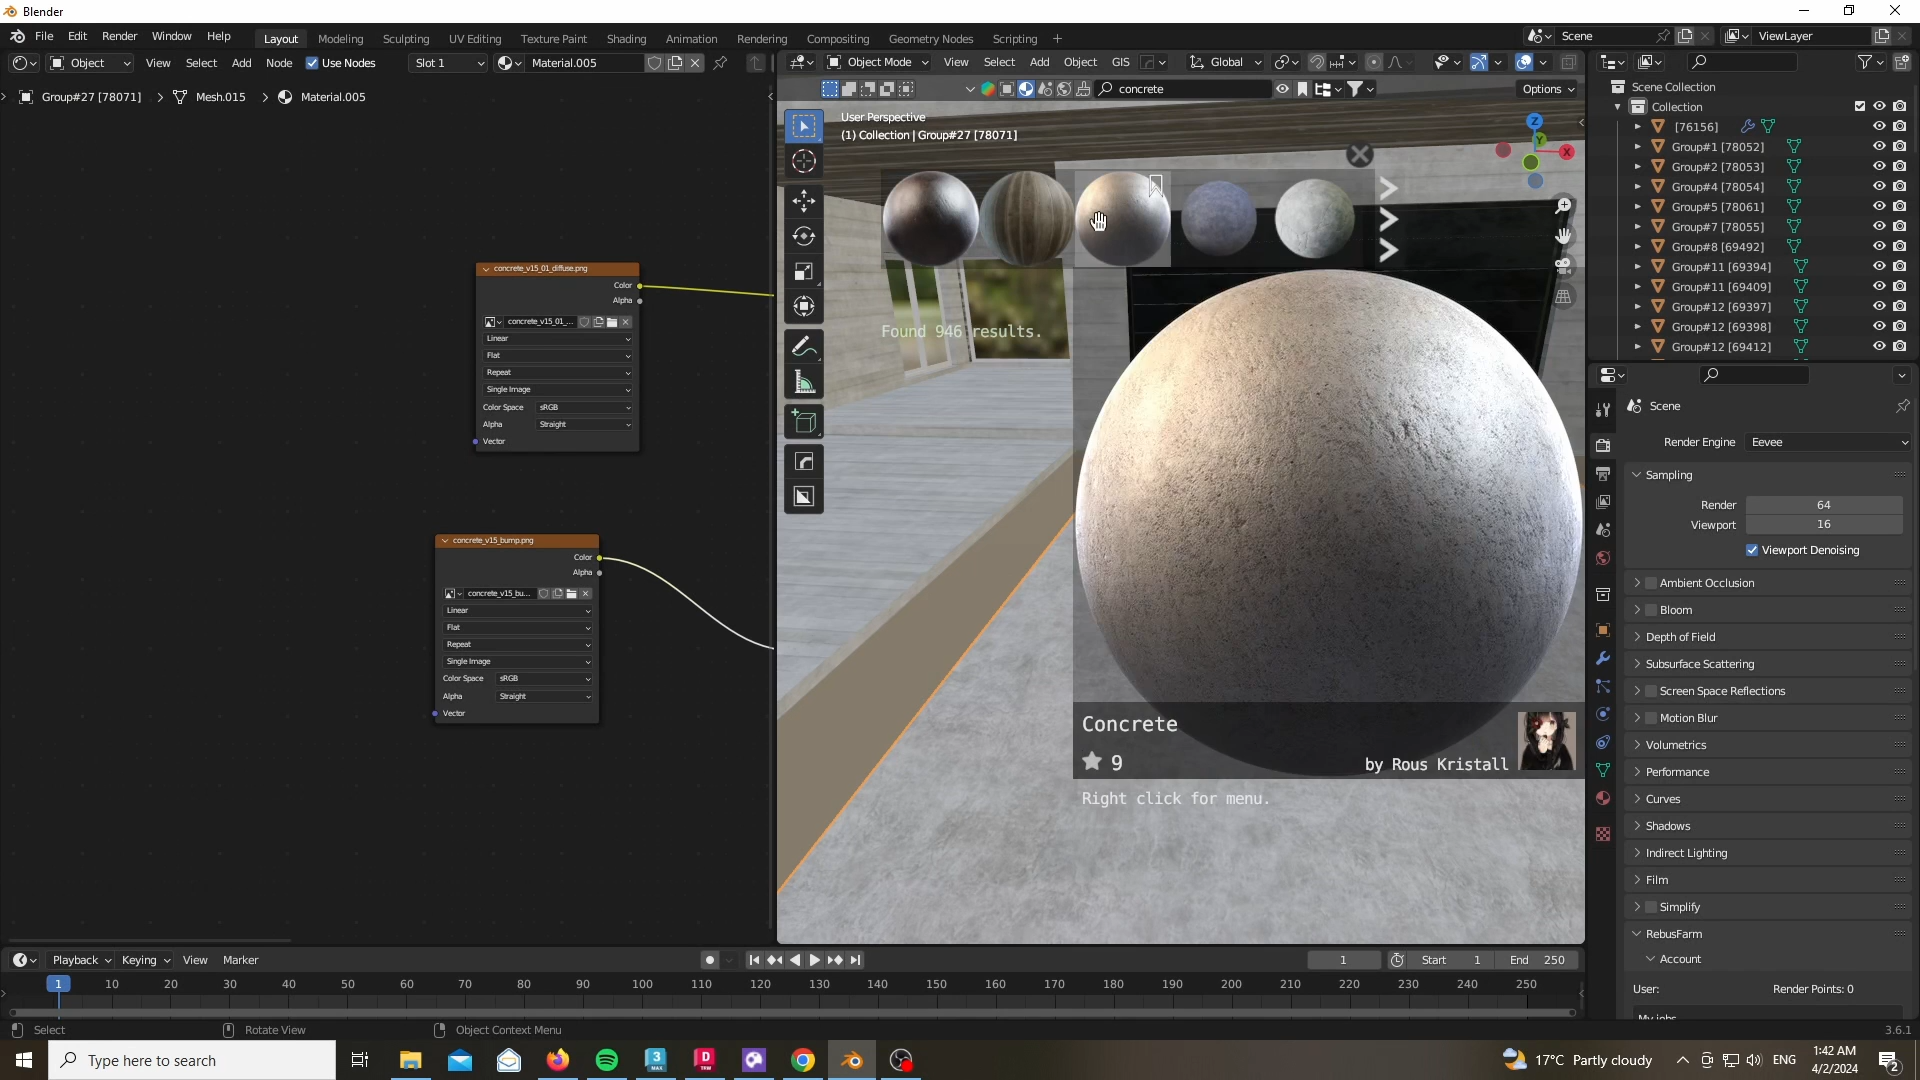 Blender
File Edit Render Window Help
Layout Modeling Sculpting UV Editing Texture Paint Shading Animation Rendering Compositing Geometry Nodes Scripting +
Scene
ViewLayer
Object View Select Add Node Use Nodes Slot 1 Material.005
Object Mode View Select Add Object GIS Global
Group#27 [78071] > Mesh.015 > Material.005
concrete
Options
User Perspective
(1) Collection | Group#27 [78071]
Z
Y
X
Found 946 results.
concrete_v15_01_diffuse.png
Color
Alpha
concrete_v15_01_...
Linear
Flat
Repeat
Single Image
Color Space sRGB
Alpha Straight
Vector
concrete_v15_bump.png
Color
Alpha
concrete_v15_bu...
Linear
Flat
Repeat
Single Image
Color Space sRGB
Alpha Straight
Vector
Concrete
9
by Rous Kristall
Right click for menu.
Scene Collection
Collection
[76156]
Group#1 [78052]
Group#2 [78053]
Group#4 [78054]
Group#5 [78061]
Group#7 [78055]
Group#8 [69492]
Group#11 [69394]
Group#11 [69409]
Group#12 [69397]
Group#12 [69398]
Group#12 [69412]
Scene
Render Engine Eevee
Sampling
Render 64
Viewport 16
Viewport Denoising
Ambient Occlusion
Bloom
Depth of Field
Subsurface Scattering
Screen Space Reflections
Motion Blur
Volumetrics
Performance
Curves
Shadows
Indirect Lighting
Film
Simplify
RebusFarm
Account
User: Render Points: 0
My jobs
Playback Keying View Marker
1 Start 1 End 250
1 10 20 30 40 50 60 70 80 90 100 110 120 130 140 150 160 170 180 190 200 210 220 230 240 250
Select Rotate View Object Context Menu
3.6.1
Type here to search
17°C Partly cloudy
ENG
1:42 AM
4/2/2024
2